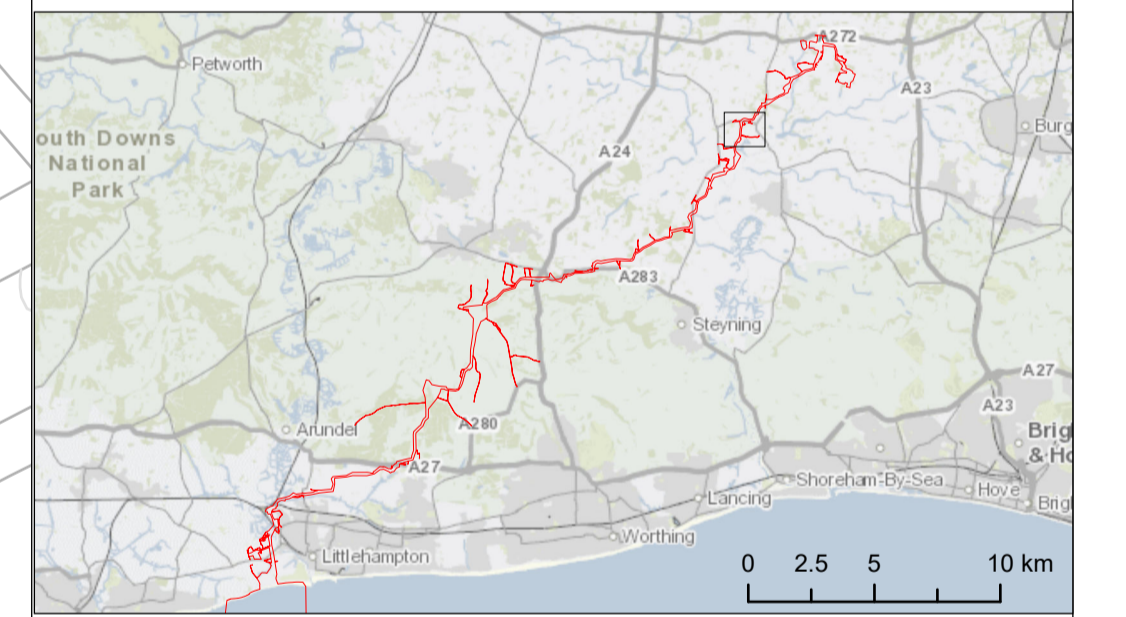 A272
Petworth
A23
Burg
outh Downs
National
Park
A24
A283
Steyning
A27
A23
Arundel
A280
Brig
& Ho
A27
Shoreham-By-Sea
Hove
Lancing
Brigl
Worthing
Littlehampton
0 2.5 5 10 km